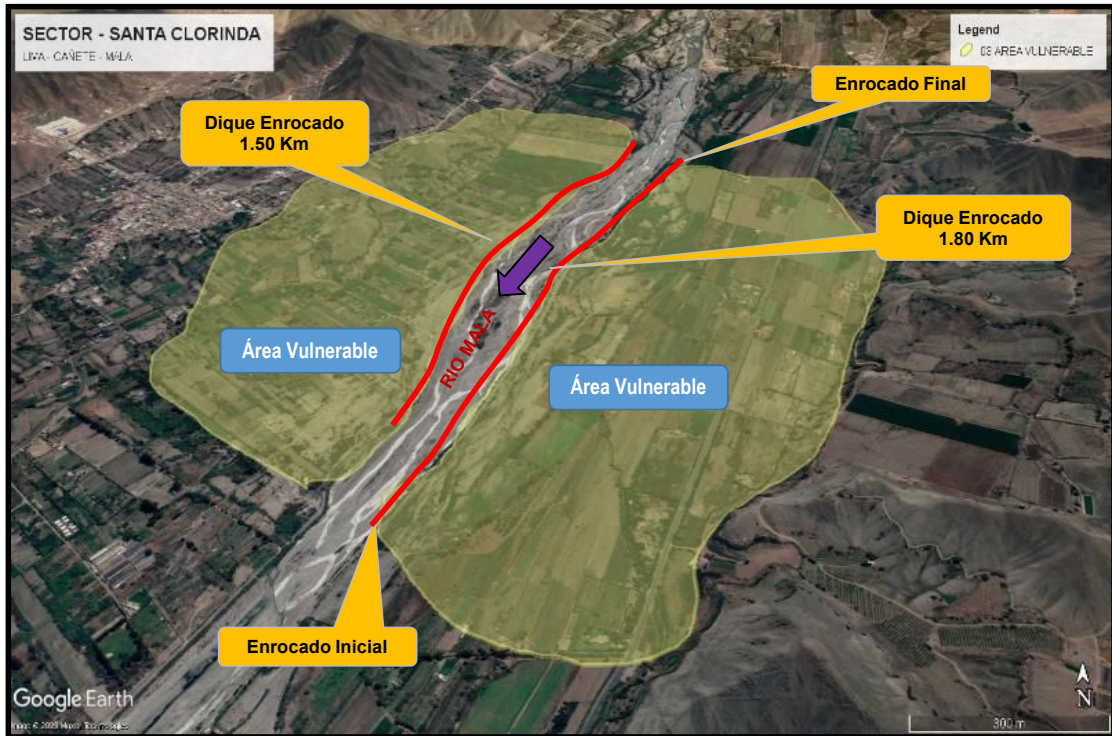 SECTOR - SANTA CLORINDA
LIMA - CAÑETE - MALA
Legend
03 AREA VULNERABLE
Enrocado Final
Dique Enrocado
1.50 Km
Dique Enrocado
1.80 Km
Área Vulnerable
RIO MALA
Área Vulnerable
Enrocado Inicial
Google Earth
N
300 m